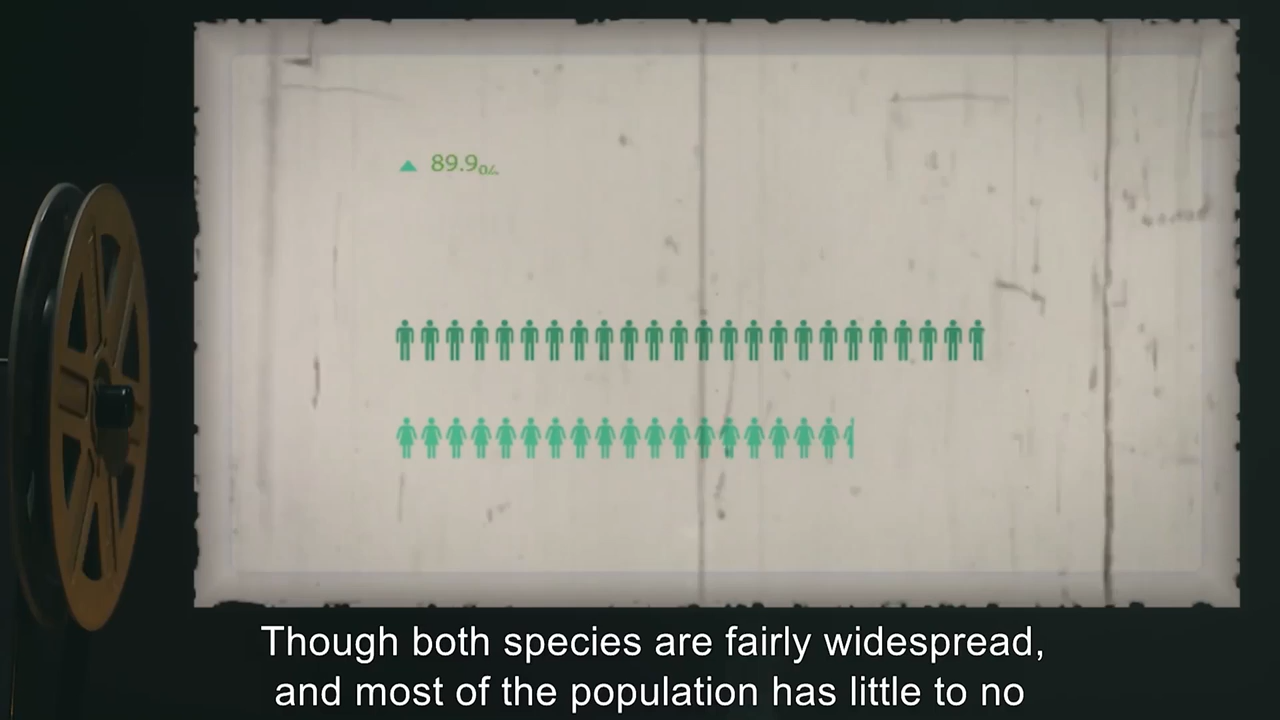 89.9%
Though both species are fairly widespread,
and most of the population has little to no